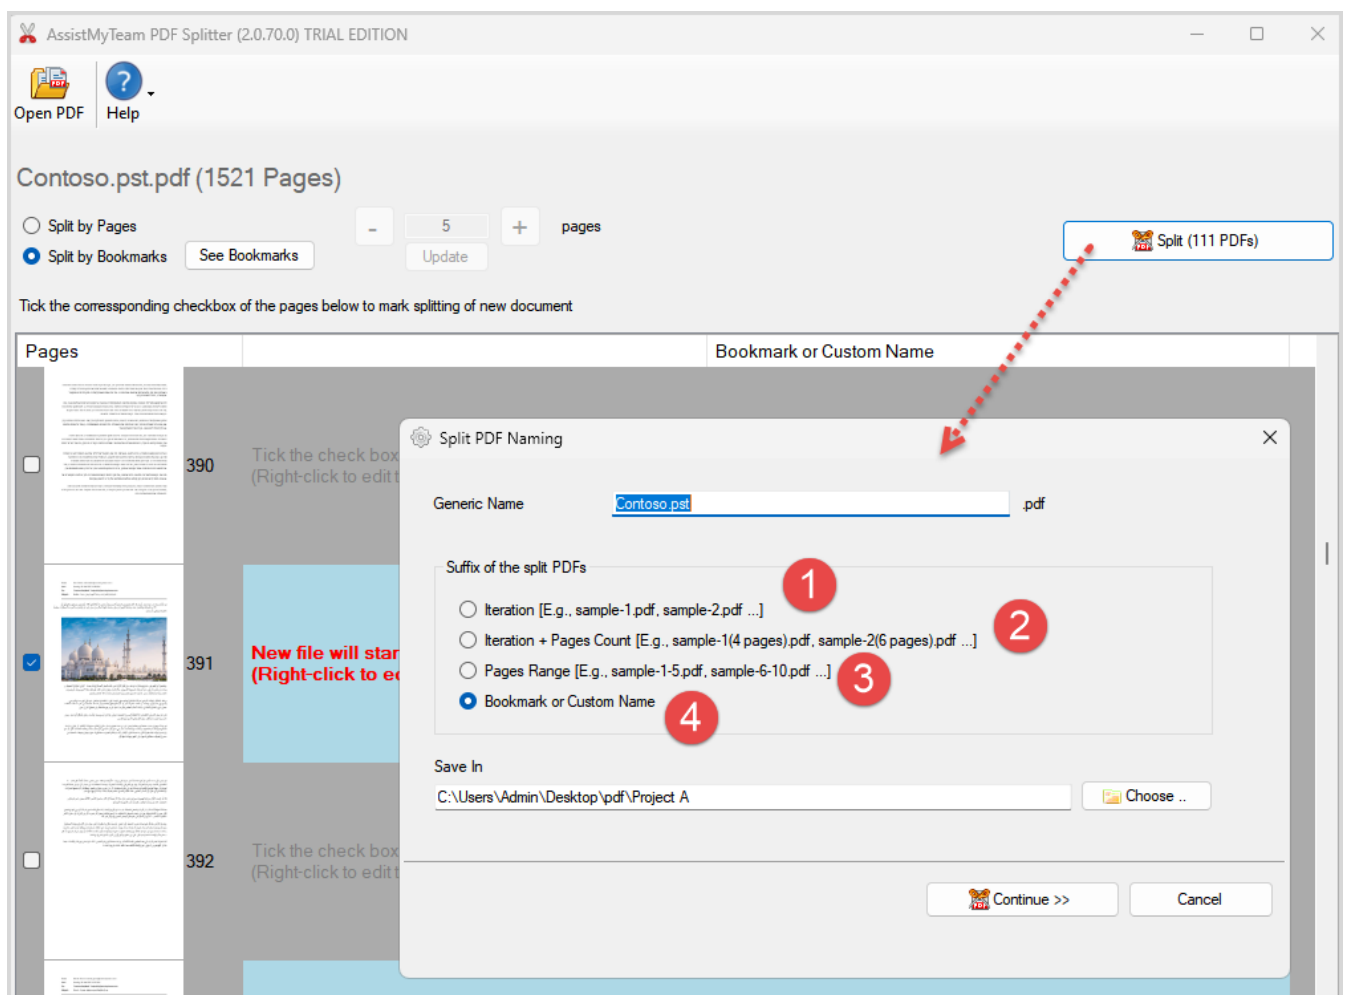 AssistMyTeam PDF Splitter (2.0.70.0) TRIAL EDITION
Open PDF
Help
Contoso.pst.pdf (1521 Pages)
Split by Pages
- 5 + pages
Split by Bookmarks
See Bookmarks
Update
Split (111 PDFs)
Tick the corressponding checkbox of the pages below to mark splitting of new document
Pages
Bookmark or Custom Name
390
Tick the check box
(Right-click to edit t
391
New file will star
(Right-click to e
392
Tick the check box
(Right-click to edit t
Split PDF Naming
Generic Name
Contoso.pst
.pdf
Suffix of the split PDFs
1
Iteration [E.g., sample-1.pdf, sample-2.pdf ...]
2
Iteration + Pages Count [E.g., sample-1(4 pages).pdf, sample-2(6 pages).pdf ...]
Pages Range [E.g., sample-1-5.pdf, sample-6-10.pdf ...]
3
Bookmark or Custom Name
4
Save In
C:\Users\Admin\Desktop\pdf\Project A
Choose ..
Continue >>
Cancel